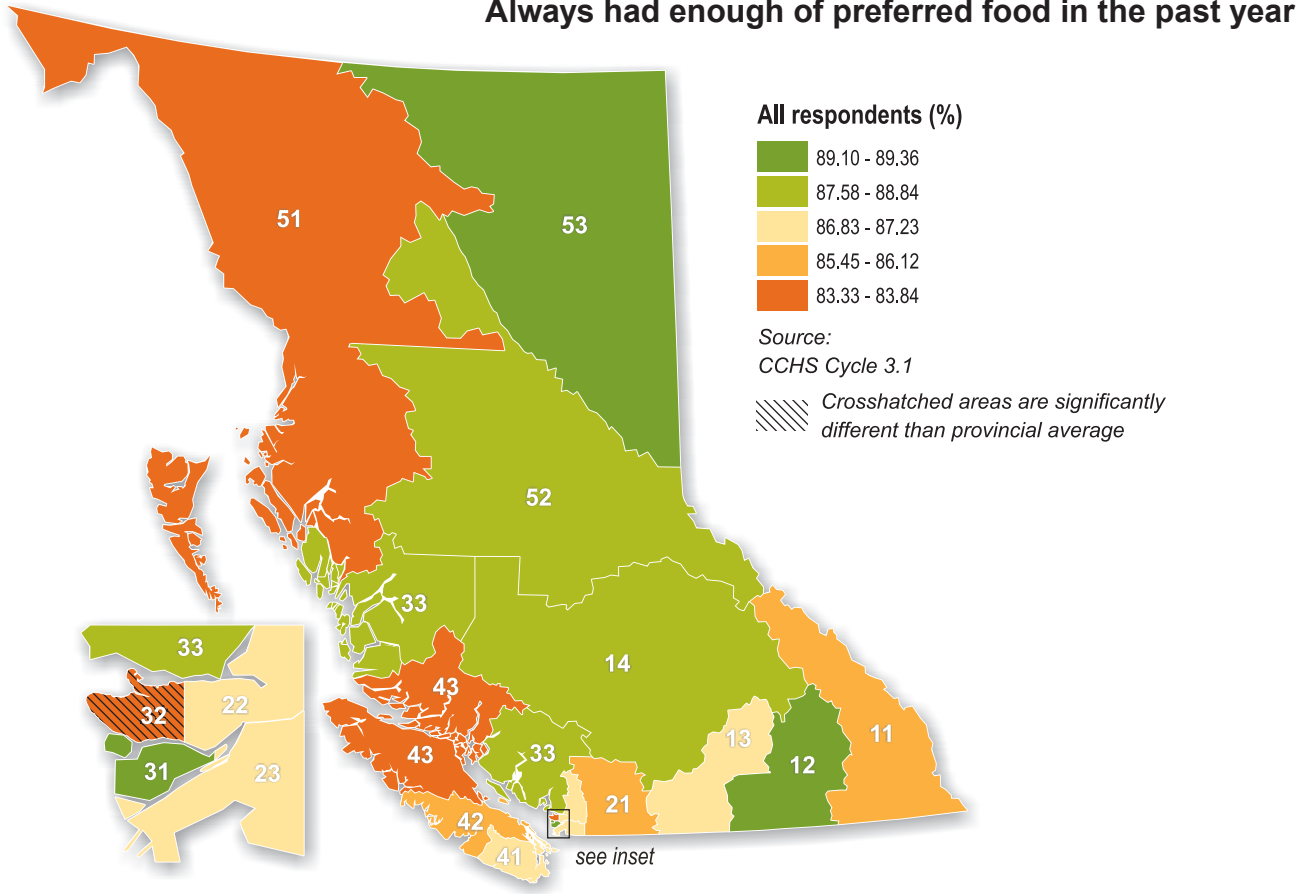 Always had enough of preferred food in the past year
All respondents (%)
89.10 - 89.36
87.58 - 88.84
86.83 - 87.23
85.45 - 86.12
83.33 - 83.84
Source:
CCHS Cycle 3.1
Crosshatched areas are significantly
different than provincial average
51
53
52
33
14
43
43
33
13
12
11
21
42
41
see inset
33
32
22
31
23